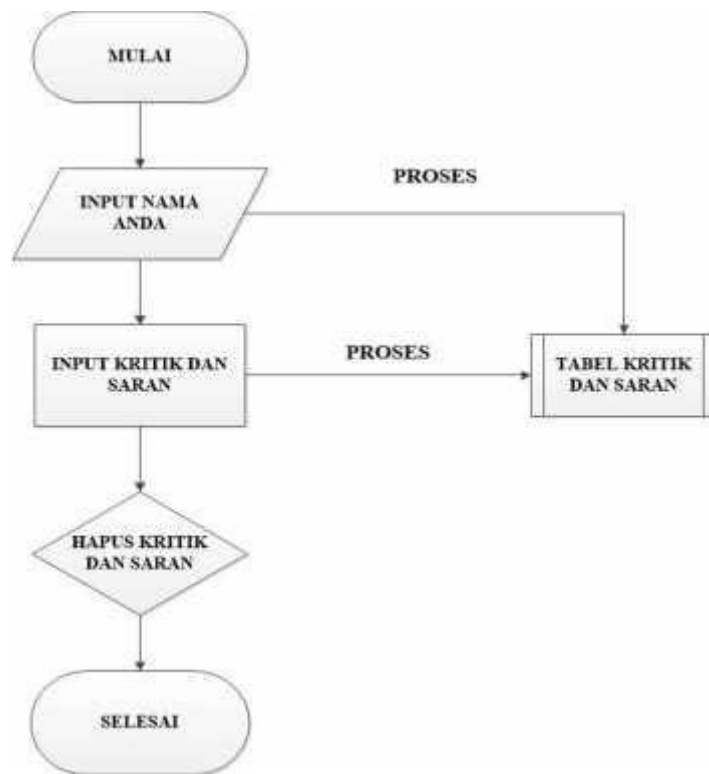 MULAI
INPUT NAMA
ANDA
PROSES
INPUT KRITIK DAN
SARAN
PROSES
TABEL KRITIK
DAN SARAN
HAPUS KRITIK
DAN SARAN
SELESAI